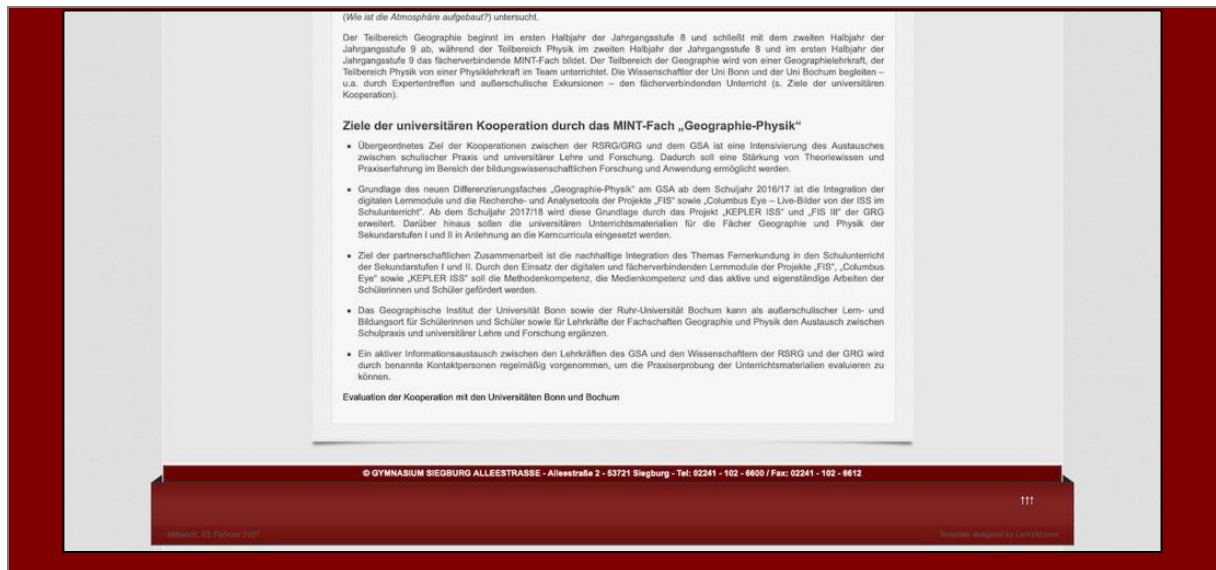 (Wie ist die Atmosphäre aufgebaut?) untersucht.
Der Teilbereich Geographie beginnt im ersten Halbjahr der Jahrgangsstufe 8 und schließt mit dem zweiten Halbjahr der
Jahrgangsstufe 9 ab, während der Teilbereich Physik im zweiten Halbjahr der Jahrgangsstufe 8 und im ersten Halbjahr der
Jahrgangsstufe 9 das fächerverbindende MINT-Fach bildet. Der Teilbereich der Geographie wird von einer Geographielehrkraft, der
Teilbereich Physik von einer Physiklehrkraft im Team unterrichtet. Die Wissenschaftler der Uni Bonn und der Uni Bochum begleiten –
u.a. durch Expertentreffen und außerschulische Exkursionen – den fächerverbindenden Unterricht (s. Ziele der universitären
Kooperation).
Ziele der universitären Kooperation durch das MINT-Fach „Geographie-Physik“
▪ Übergeordnetes Ziel der Kooperationen zwischen der RSRG/GRG und dem GSA ist eine Intensivierung des Austausches
zwischen schulischer Praxis und universitärer Lehre und Forschung. Dadurch soll eine Stärkung von Theoriewissen und
Praxiserfahrung im Bereich der bildungswissenschaftlichen Forschung und Anwendung ermöglicht werden.
▪ Grundlage des neuen Differenzierungsfaches „Geographie-Physik" am GSA ab dem Schuljahr 2016/17 ist die Integration der
digitalen Lernmodule und die Recherche- und Analysetools der Projekte „FIS" sowie „Columbus Eye – Live-Bilder von der ISS im
Schulunterricht". Ab dem Schuljahr 2017/18 wird diese Grundlage durch das Projekt „KEPLER ISS" und „FIS III" der GRG
erweitert. Darüber hinaus sollen die universitären Unterrichtsmaterialien für die Fächer Geographie und Physik der
Sekundarstufen I und II in Anlehnung an die Kerncurricula eingesetzt werden.
▪ Ziel der partnerschaftlichen Zusammenarbeit ist die nachhaltige Integration des Themas Fernerkundung in den Schulunterricht
der Sekundarstufen I und II. Durch den Einsatz der digitalen und fächerverbindenden Lernmodule der Projekte „FIS", „Columbus
Eye" sowie „KEPLER ISS" soll die Methodenkompetenz, die Medienkompetenz und das aktive und eigenständige Arbeiten der
Schülerinnen und Schüler gefördert werden.
▪ Das Geographische Institut der Universität Bonn sowie der Ruhr-Universität Bochum kann als außerschulischer Lern- und
Bildungsort für Schülerinnen und Schüler sowie für Lehrkräfte der Fachschaften Geographie und Physik den Austausch zwischen
Schulpraxis und universitärer Lehre und Forschung ergänzen.
▪ Ein aktiver Informationsaustausch zwischen den Lehrkräften des GSA und den Wissenschaftlern der RSRG und der GRG wird
durch benannte Kontaktpersonen regelmäßig vorgenommen, um die Praxiserprobung der Unterrichtsmaterialien evaluieren zu
können.
Evaluation der Kooperation mit den Universitäten Bonn und Bochum
© GYMNASIUM SIEGBURG ALLEESTRASSE - Alleestraße 2 - 53721 Siegburg - Tel: 02241 - 102 - 6600 / Fax: 02241 - 102 - 6612
↑↑↑
Mittwoch, 03. Februar 2021
Template designed by